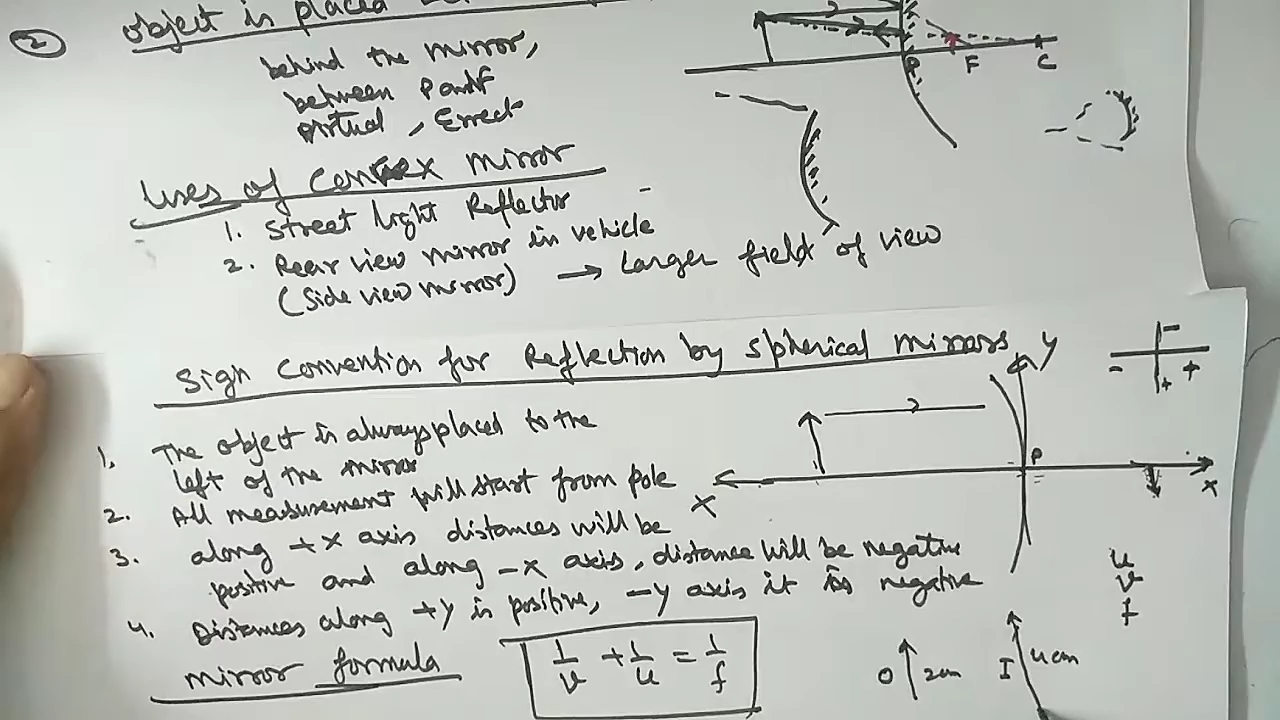 ② object is placed
behind the mirror,
between P and F
virtual, Erect
P F C
Uses of Convex mirror
1. Street light Reflector
2. Rear view mirror in vehicle
(Side view mirror) → Larger field of view
Sign Convention for Reflection by Spherical mirrors
Y
- - + +
1. The object is always placed to the
left of the mirror
P
X X
2. All measurement will start from pole
3. along +X axis distances will be
positive and along -X axis, distance will be negative
4. Distances along +Y is positive, -Y axis it is negative
u
v
f
mirror formula
1/v + 1/u = 1/f
O 2cm I 4cm